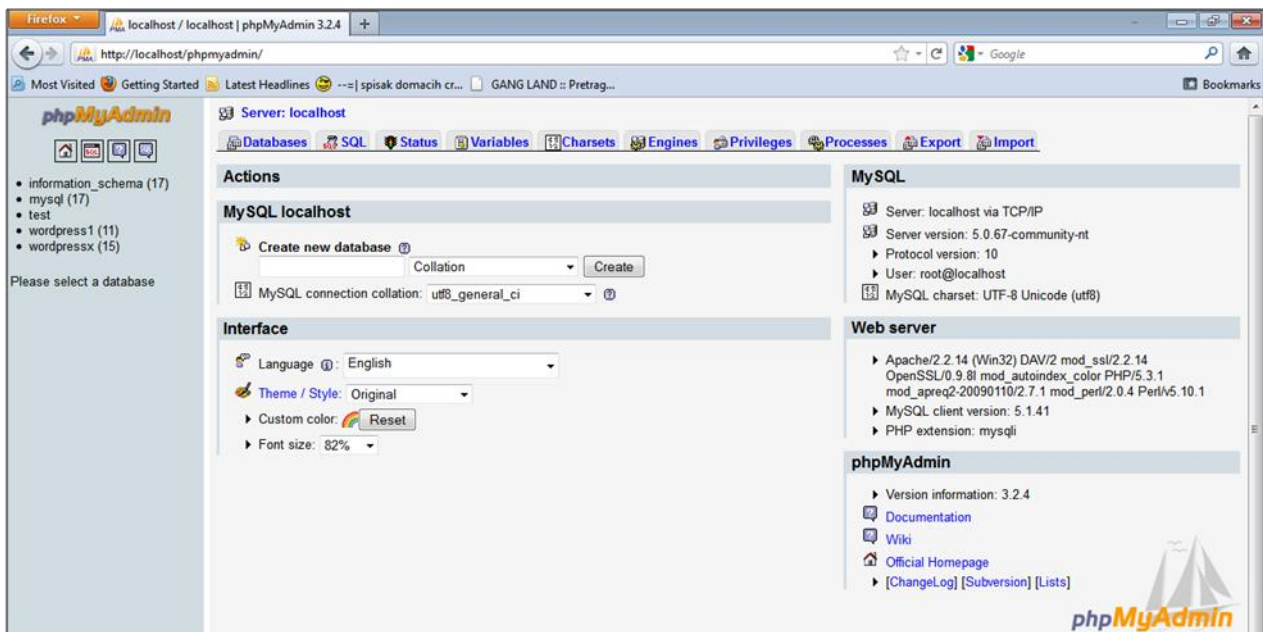 Firefox
localhost / localhost | phpMyAdmin 3.2.4
http://localhost/phpmyadmin/
Google
Most Visited Getting Started Latest Headlines --=| spisak domacih cr... GANG LAND :: Pretrag... Bookmarks
phpMyAdmin
information_schema (17)
mysql (17)
test
wordpress1 (11)
wordpressx (15)
Please select a database
Server: localhost
Databases SQL Status Variables Charsets Engines Privileges Processes Export Import
Actions
MySQL localhost
Create new database
Collation Create
MySQL connection collation: utf8_general_ci
Interface
Language : English
Theme / Style: Original
Custom color: Reset
Font size: 82%
MySQL
Server: localhost via TCP/IP
Server version: 5.0.67-community-nt
Protocol version: 10
User: root@localhost
MySQL charset: UTF-8 Unicode (utf8)
Web server
Apache/2.2.14 (Win32) DAV/2 mod_ssl/2.2.14
OpenSSL/0.9.8l mod_autoindex_color PHP/5.3.1
mod_apreq2-20090110/2.7.1 mod_perl/2.0.4 Perl/v5.10.1
MySQL client version: 5.1.41
PHP extension: mysqli
phpMyAdmin
Version information: 3.2.4
Documentation
Wiki
Official Homepage
[ChangeLog] [Subversion] [Lists]
phpMyAdmin